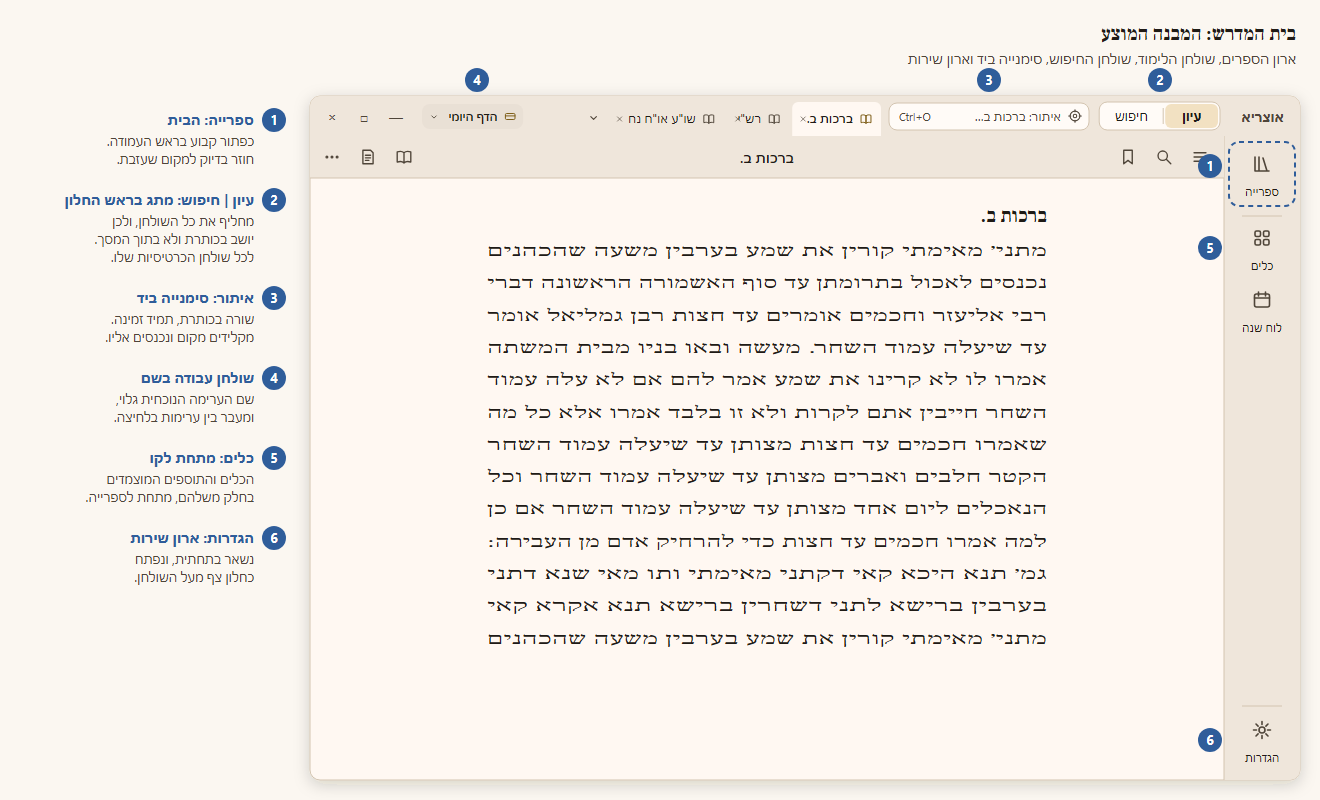 בית המדרש: המבנה המוצע
ארון הספרים, שולחן הלימוד, שולחן החיפוש, סימנייה ביד וארון שירות
2
3
4
אוצריא
עיון
חיפוש
איתור: ברכות ב...
Ctrl+O
ברכות ב.
רש"י
שו"ע או"ח נח
הדף היומי
ברכות ב.
1
ספרייה
5
כלים
לוח שנה
6
הגדרות
ברכות ב.
מתני׳ מאימתי קורין את שמע בערבין משעה שהכהנים
נכנסים לאכול בתרומתן עד סוף האשמורה הראשונה דברי
רבי אליעזר וחכמים אומרים עד חצות רבן גמליאל אומר
עד שיעלה עמוד השחר. מעשה ובאו בניו מבית המשתה
אמרו לו לא קרינו את שמע אמר להם אם לא עלה עמוד
השחר חייבין אתם לקרות ולא זו בלבד אמרו אלא כל מה
שאמרו חכמים עד חצות מצותן עד שיעלה עמוד השחר
הקטר חלבים ואברים מצותן עד שיעלה עמוד השחר וכל
הנאכלים ליום אחד מצותן עד שיעלה עמוד השחר אם כן
למה אמרו חכמים עד חצות כדי להרחיק אדם מן העבירה:
גמ׳ תנא היכא קאי דקתני מאימתי ותו מאי שנא דתני
בערבין ברישא לתני דשחרין ברישא תנא אקרא קאי
מתני׳ מאימתי קורין את שמע בערבין משעה שהכהנים
1 ספרייה: הבית
כפתור קבוע בראש העמודה.
חוזר בדיוק למקום שעזבת.
2 עיון | חיפוש: מתג בראש החלון
מחליף את כל השולחן, ולכן
יושב בכותרת ולא בתוך המסך.
לכל שולחן הכרטיסיות שלו.
3 איתור: סימנייה ביד
שורה בכותרת, תמיד זמינה.
מקלידים מקום ונכנסים אליו.
4 שולחן עבודה בשם
שם הערימה הנוכחית גלוי,
ומעבר בין ערימות בלחיצה.
5 כלים: מתחת לקו
הכלים והתוספים המוצמדים
בחלק משלהם, מתחת לספרייה.
6 הגדרות: ארון שירות
נשאר בתחתית, ונפתח
כחלון צף מעל השולחן.